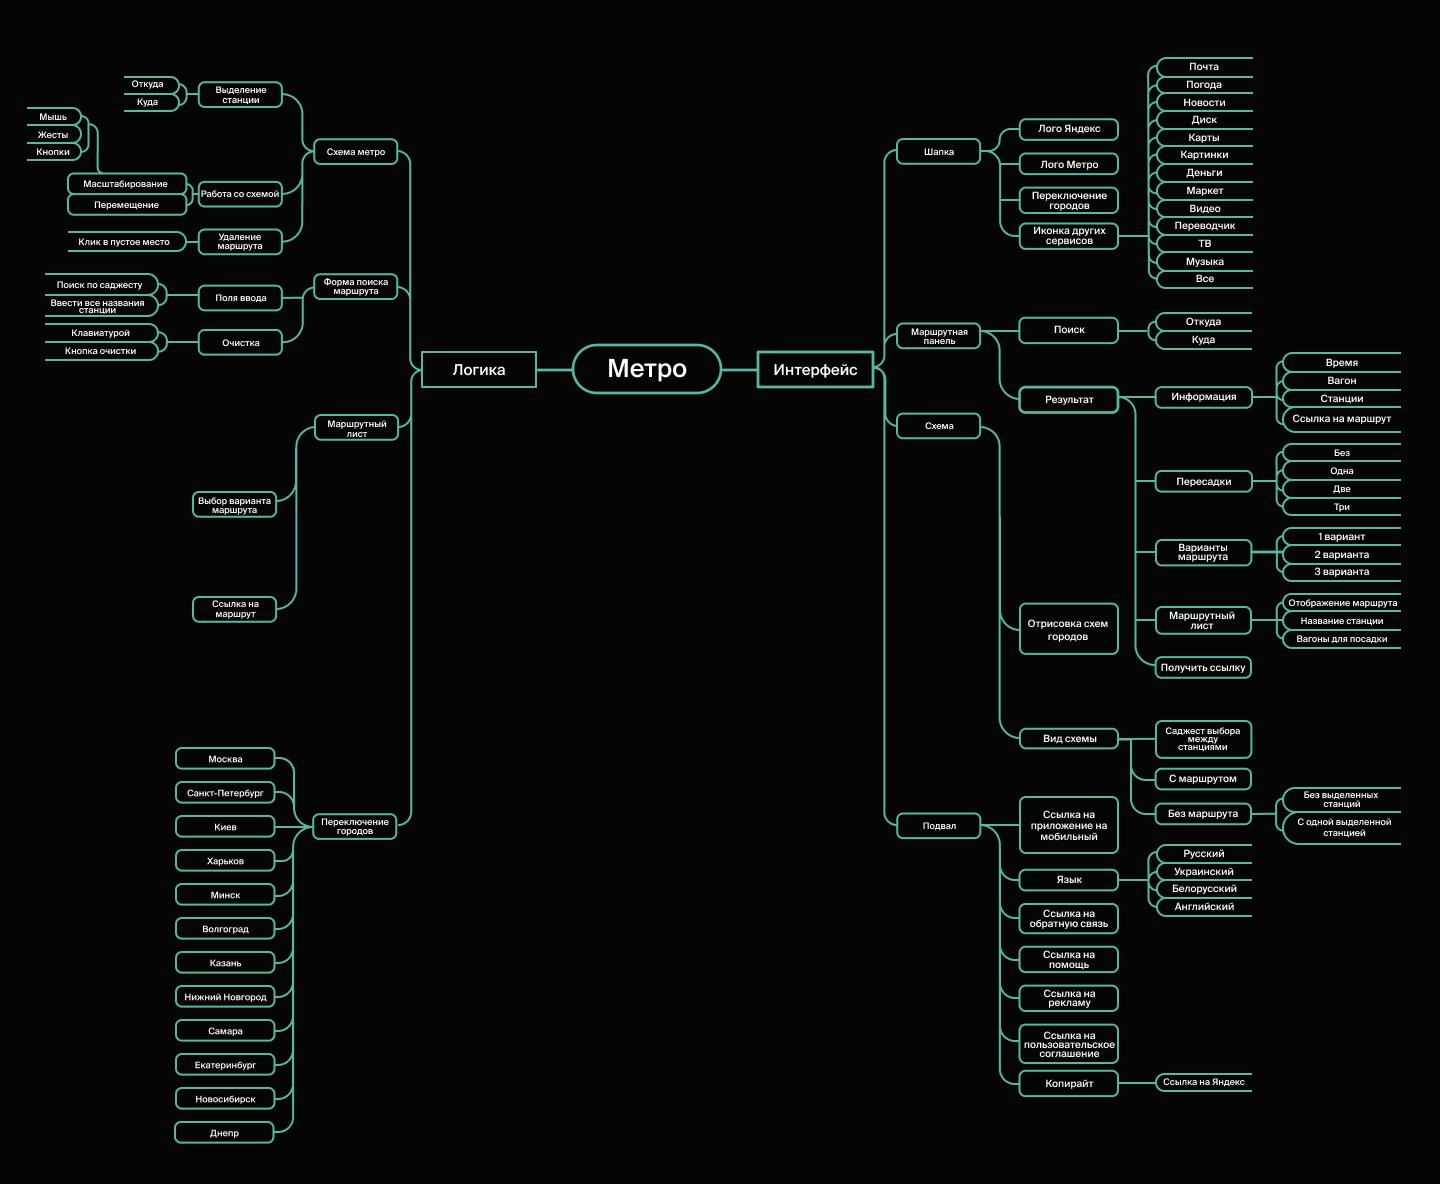 Метро
Логика
Схема метро
Выделение
станции
Откуда
Куда
Работа со схемой
Масштабирование
Мышь
Жесты
Кнопки
Перемещение
Удаление
маршрута
Клик в пустое место
Форма поиска
маршрута
Поля ввода
Поиск по саджесту
Ввести все названия
станции
Очистка
Клавиатурой
Кнопка очистки
Маршрутный
лист
Выбор варианта
маршрута
Ссылка на
маршрут
Переключение
городов
Москва
Санкт-Петербург
Киев
Харьков
Минск
Волгоград
Казань
Нижний Новгород
Самара
Екатеринбург
Новосибирск
Днепр
Интерфейс
Шапка
Лого Яндекс
Лого Метро
Переключение
городов
Иконка других
сервисов
Почта
Погода
Новости
Диск
Карты
Картинки
Деньги
Маркет
Видео
Переводчик
ТВ
Музыка
Все
Маршрутная
панель
Поиск
Откуда
Куда
Результат
Информация
Время
Вагон
Станции
Ссылка на маршрут
Пересадки
Без
Одна
Две
Три
Варианты
маршрута
1 вариант
2 варианта
3 варианта
Маршрутный
лист
Отображение маршрута
Название станции
Вагоны для посадки
Получить ссылку
Схема
Отрисовка схем
городов
Вид схемы
Саджест выбора
между
станциями
С маршрутом
Без маршрута
Без выделенных
станций
С одной выделенной
станцией
Подвал
Ссылка на
приложение на
мобильный
Язык
Русский
Украинский
Белорусский
Английский
Ссылка на
обратную связь
Ссылка на
помощь
Ссылка на
рекламу
Ссылка на
пользовательское
соглашение
Копирайт
Ссылка на Яндекс